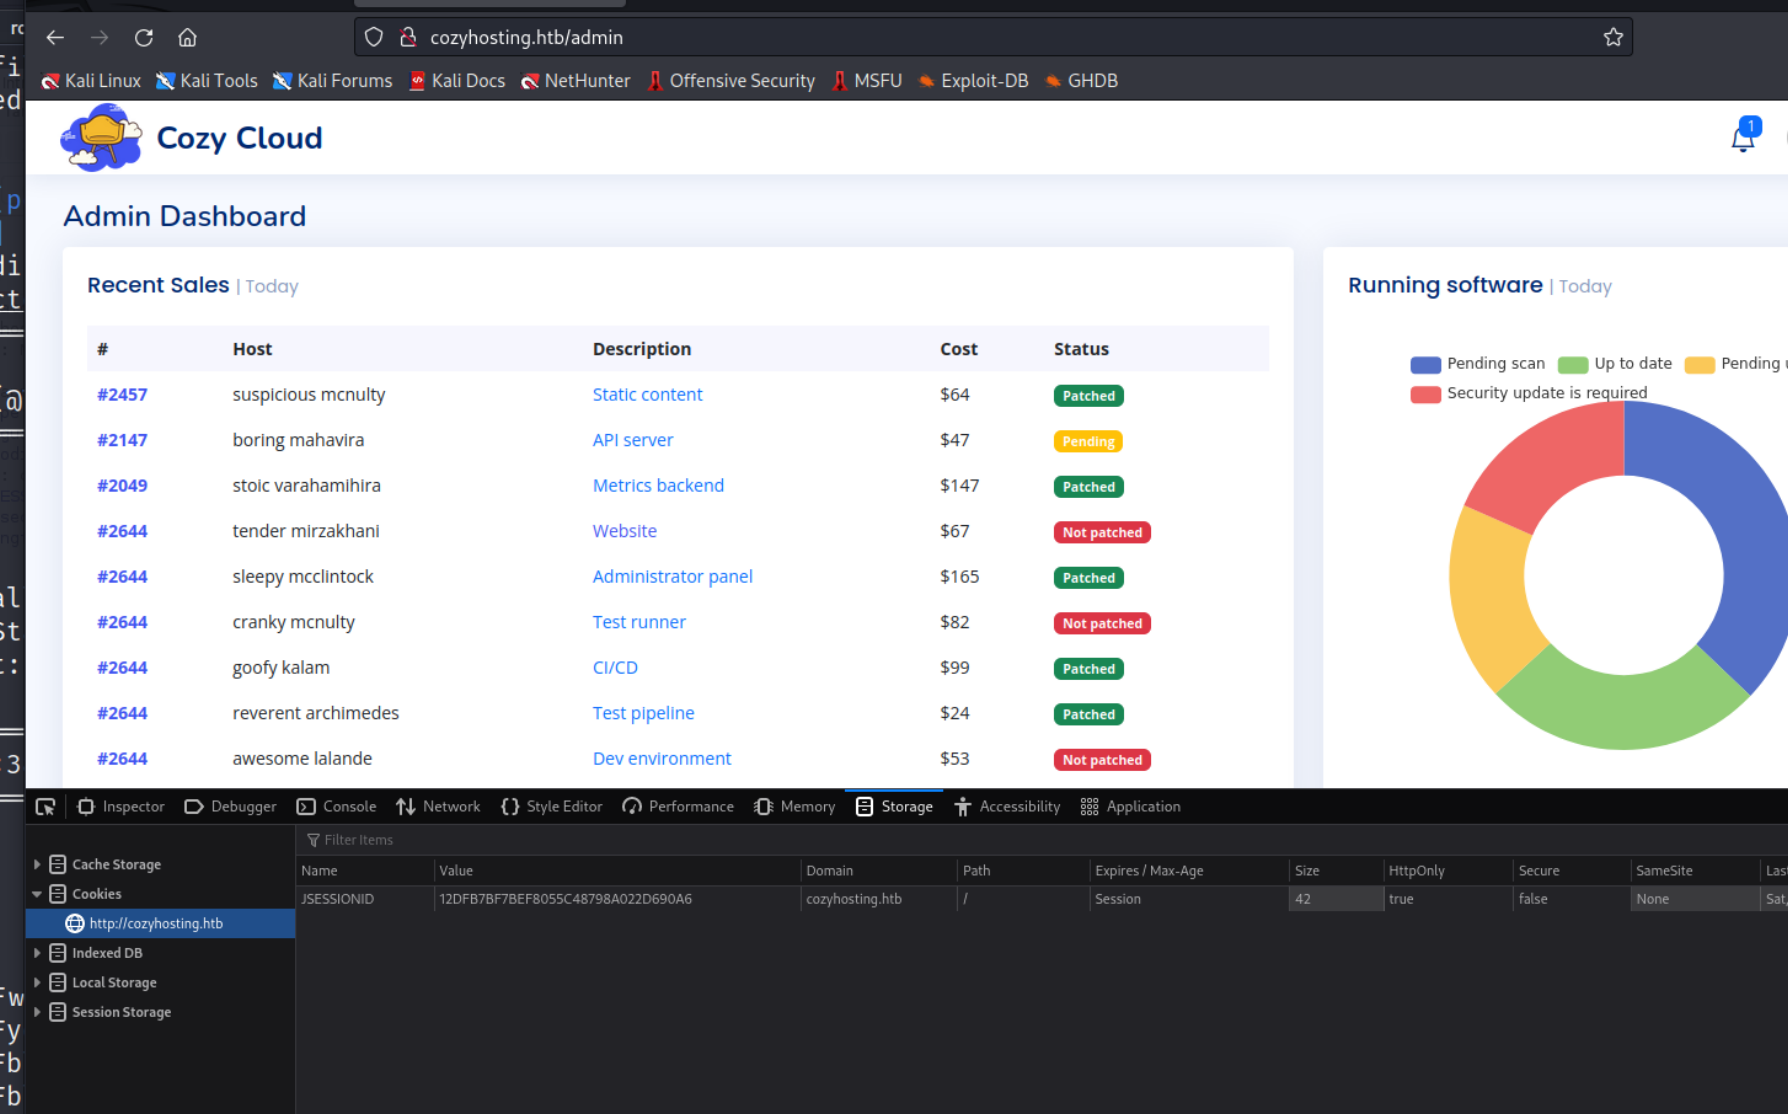 cozyhosting.htb/admin
Kali Linux Kali Tools Kali Forums Kali Docs NetHunter Offensive Security MSFU Exploit-DB GHDB
Cozy Cloud
1
Admin Dashboard
Recent Sales | Today
# Host Description Cost Status
#2457 suspicious mcnulty Static content $64 Patched
#2147 boring mahavira API server $47 Pending
#2049 stoic varahamihira Metrics backend $147 Patched
#2644 tender mirzakhani Website $67 Not patched
#2644 sleepy mcclintock Administrator panel $165 Patched
#2644 cranky mcnulty Test runner $82 Not patched
#2644 goofy kalam CI/CD $99 Patched
#2644 reverent archimedes Test pipeline $24 Patched
#2644 awesome lalande Dev environment $53 Not patched
Running software | Today
Pending scan Up to date Pending
Security update is required
Inspector Debugger Console Network Style Editor Performance Memory Storage Accessibility Application
Filter Items
Cache Storage
Cookies
http://cozyhosting.htb
Indexed DB
Local Storage
Session Storage
Name Value Domain Path Expires / Max-Age Size HttpOnly Secure SameSite Las
JSESSIONID 12DFB7BF7BEF8055C48798A022D690A6 cozyhosting.htb / Session 42 true false None Sat,